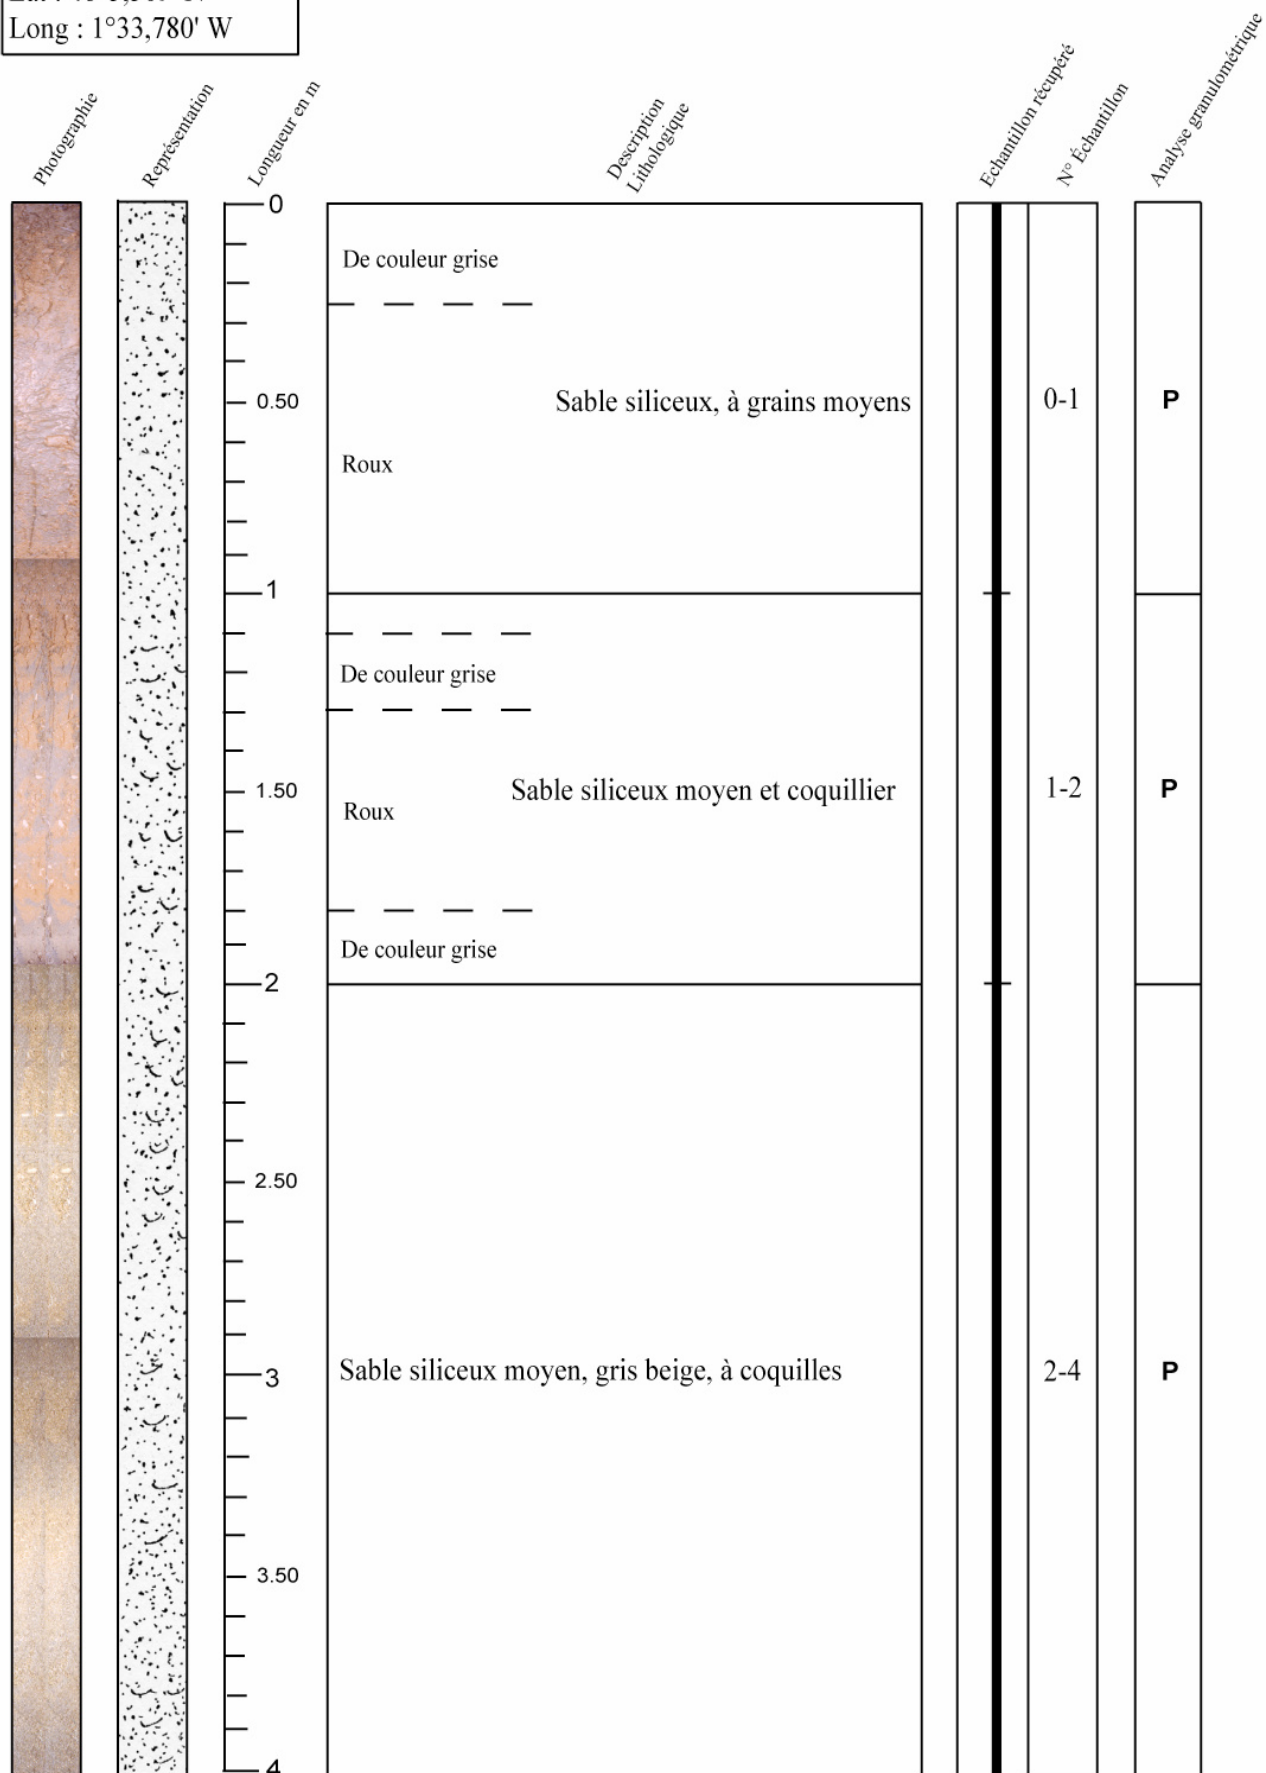 Long : 1°33,780' W
Photographie
Représentation
Longueur en m
Description
Lithologique
Echantillon récupéré
N° Échantillon
Analyse granulométrique
0
De couleur grise
0.50
Sable siliceux, à grains moyens
0-1
P
Roux
1
De couleur grise
1.50
Sable siliceux moyen et coquillier
1-2
P
Roux
De couleur grise
2
2.50
3
Sable siliceux moyen, gris beige, à coquilles
2-4
P
3.50
4